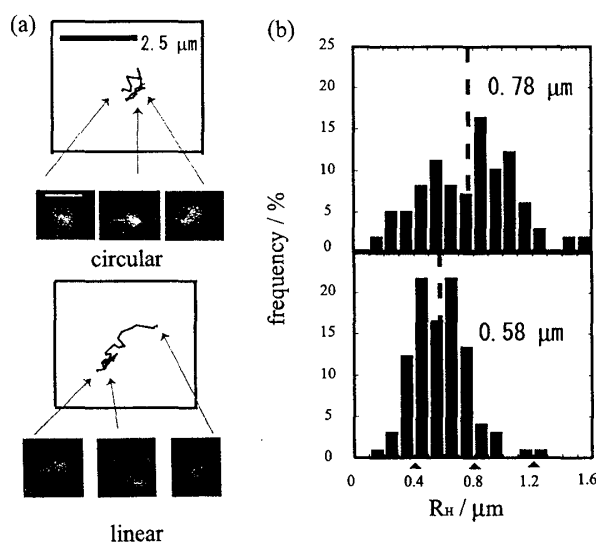 (a)
2.5 μm
circular
linear
(b)
frequency / %
25
20
15
10
5
0
0.78 μm
20
15
10
5
0
0.58 μm
0 0.4 0.8 1.2 1.6
RH / μm